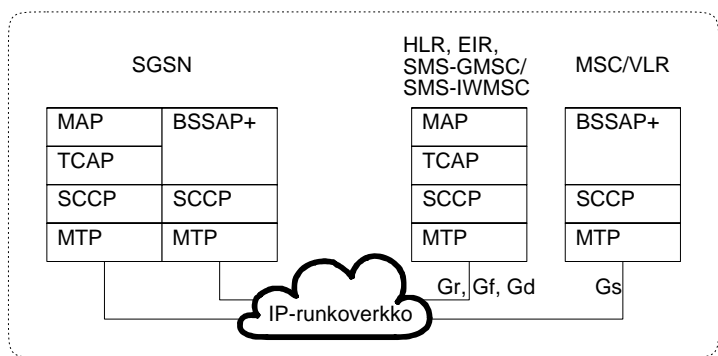 SGSN
HLR, EIR,
SMS-GMSC/
SMS-IWMSC
MSC/VLR
MAP BSSAP+
TCAP
SCCP SCCP
MTP MTP
MAP
TCAP
SCCP
MTP
BSSAP+
SCCP
MTP
Gr, Gf, Gd
Gs
IP-runkoverkko